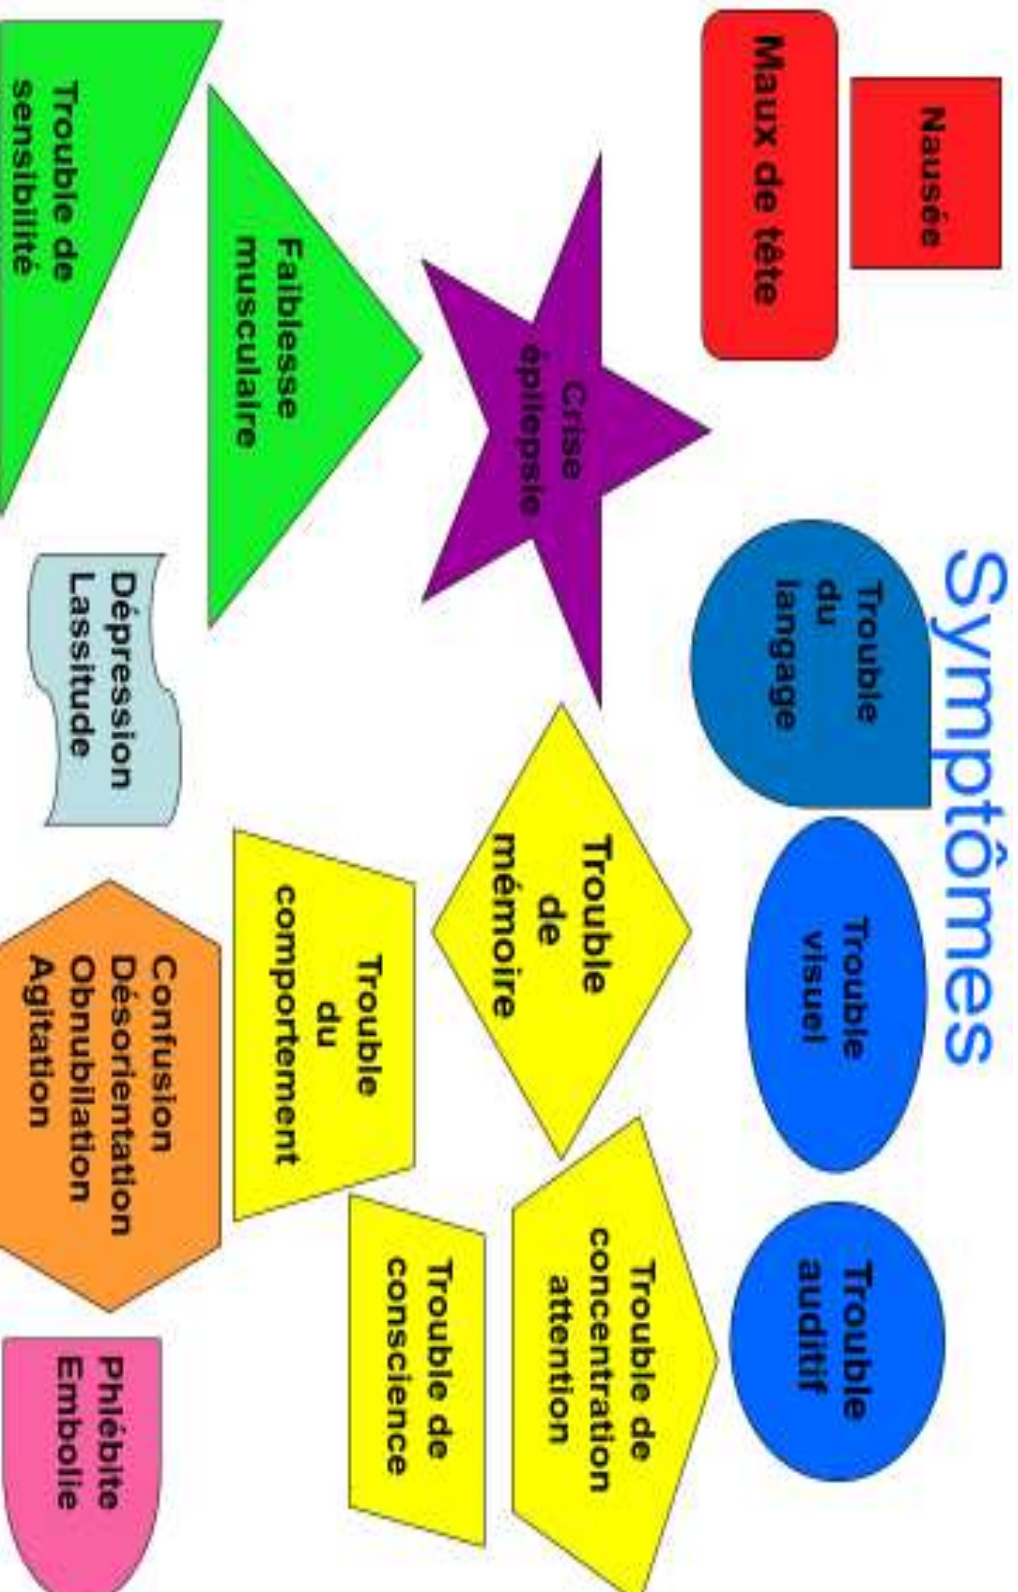 Symptômes
Nausée
Maux de tête
Trouble
du
langage
Trouble
visuel
Trouble
auditif
Crise
épilepsie
Trouble
de
mémoire
Trouble de
concentration
attention
Faiblesse
musculaire
Trouble
du
comportement
Trouble de
conscience
Trouble de
sensibilité
Dépression
Lassitude
Confusion
Désorientation
Obnubilation
Agitation
Phlébite
Embolie